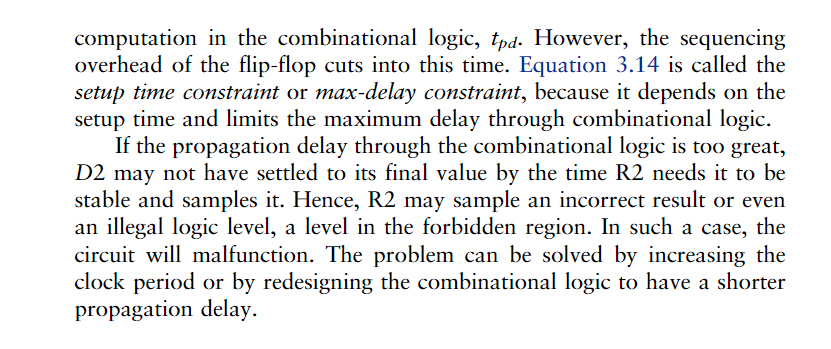 computation in the combinational logic, tpd. However, the sequencing
overhead of the flip-flop cuts into this time. Equation 3.14 is called the
setup time constraint or max-delay constraint, because it depends on the
setup time and limits the maximum delay through combinational logic.
If the propagation delay through the combinational logic is too great,
D2 may not have settled to its final value by the time R2 needs it to be
stable and samples it. Hence, R2 may sample an incorrect result or even
an illegal logic level, a level in the forbidden region. In such a case, the
circuit will malfunction. The problem can be solved by increasing the
clock period or by redesigning the combinational logic to have a shorter
propagation delay.